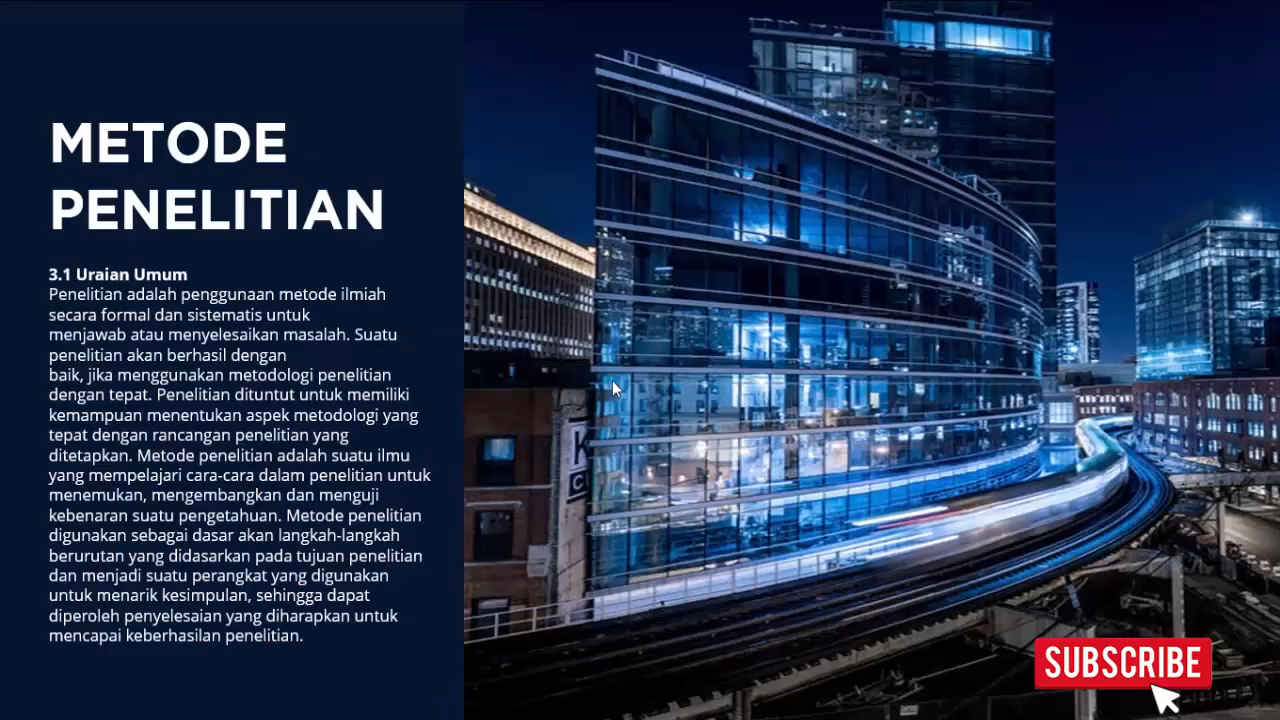 METODE
PENELITIAN
3.1 Uraian Umum
Penelitian adalah penggunaan metode ilmiah
secara formal dan sistematis untuk
menjawab atau menyelesaikan masalah. Suatu
penelitian akan berhasil dengan
baik, jika menggunakan metodologi penelitian
dengan tepat. Penelitian dituntut untuk memiliki
kemampuan menentukan aspek metodologi yang
tepat dengan rancangan penelitian yang
ditetapkan. Metode penelitian adalah suatu ilmu
yang mempelajari cara-cara dalam penelitian untuk
menemukan, mengembangkan dan menguji
kebenaran suatu pengetahuan. Metode penelitian
digunakan sebagai dasar akan langkah-langkah
berurutan yang didasarkan pada tujuan penelitian
dan menjadi suatu perangkat yang digunakan
untuk menarik kesimpulan, sehingga dapat
diperoleh penyelesaian yang diharapkan untuk
mencapai keberhasilan penelitian.
SUBSCRIBE